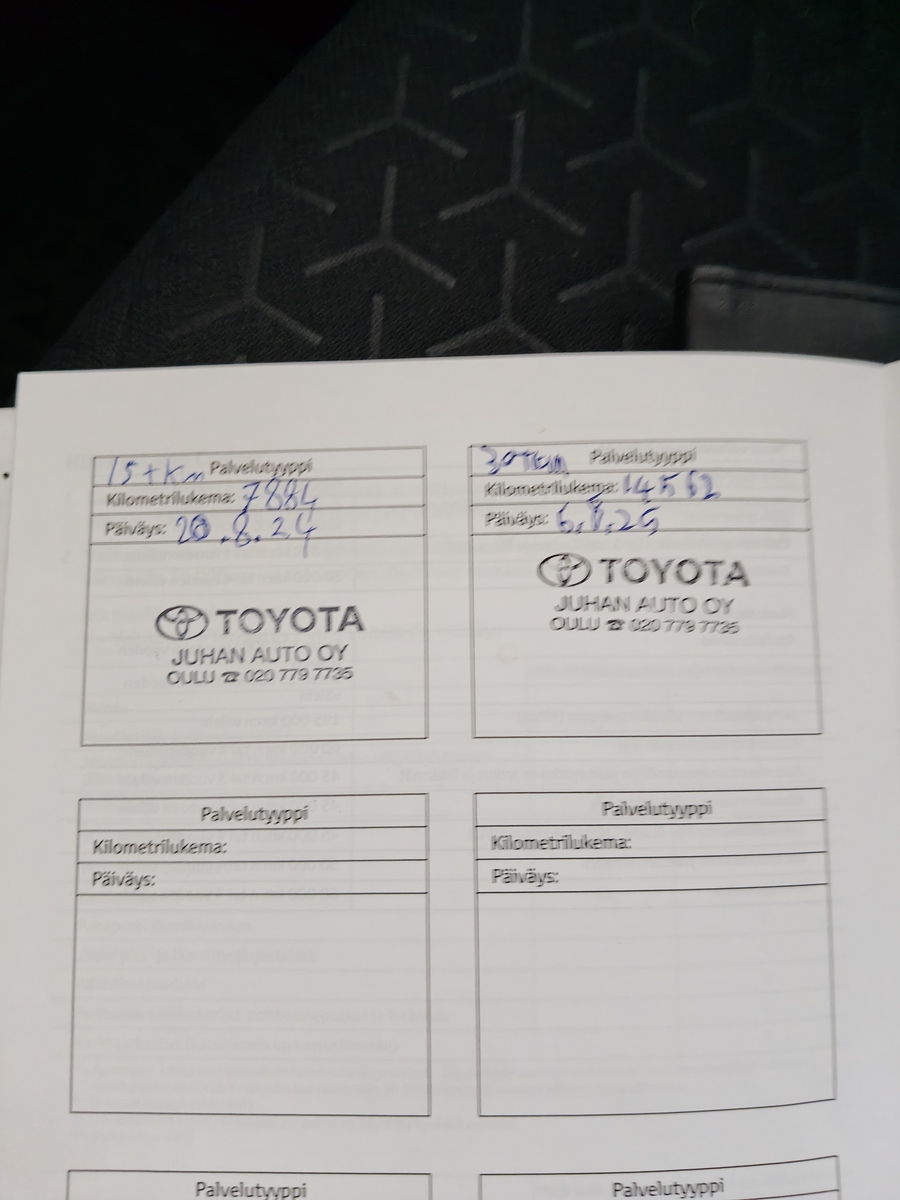 15tkm Palvelutyyppi
Kilometrilukema: 7884
Päiväys: 20.8.24
TOYOTA
JUHAN AUTO OY
OULU ☎ 020 779 7735
30tkm Palvelutyyppi
Kilometrilukema: 14562
Päiväys: 6.8.25
TOYOTA
JUHAN AUTO OY
OULU ☎ 020 779 7735
Palvelutyyppi
Kilometrilukema:
Päiväys:
Palvelutyyppi
Kilometrilukema:
Päiväys:
Palvelutyyppi
Palvelutyyppi